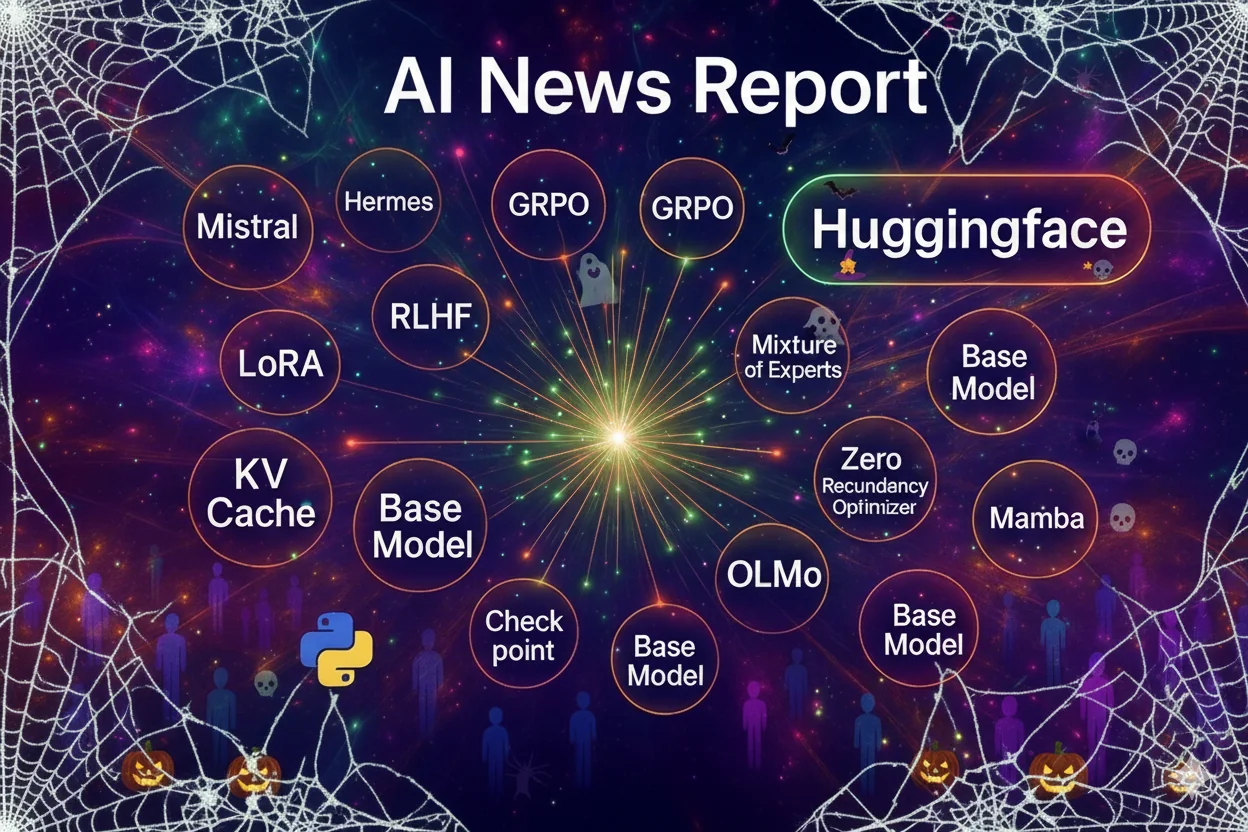 AI News Report
Mistral
Hermes
GRPO
GRPO
Huggingface
RLHF
LoRA
Mixture
of Experts
Base
Model
KV
Cache
Base
Model
Zero
Recundancy
Optimizer
Mamba
OLMo
Check
point
Base
Model
Base
Model